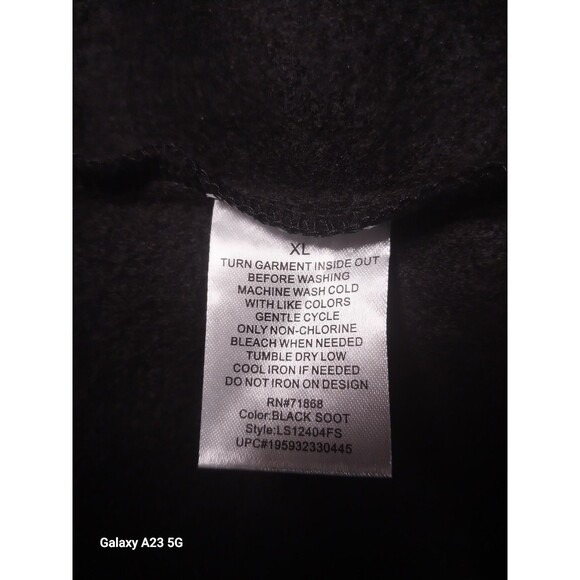 XL
TURN GARMENT INSIDE OUT
BEFORE WASHING
MACHINE WASH COLD
WITH LIKE COLORS
GENTLE CYCLE
ONLY NON-CHLORINE
BLEACH WHEN NEEDED
TUMBLE DRY LOW
COOL IRON IF NEEDED
DO NOT IRON ON DESIGN
RN#71868
Color:BLACK SOOT
Style:LS12404FS
UPC#195932330445
Galaxy A23 5G